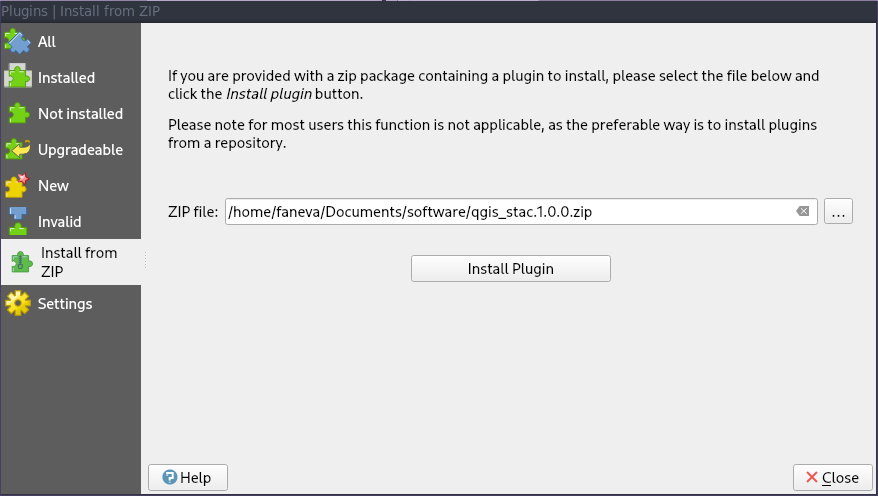 Plugins | Install from ZIP
All
Installed
Not installed
Upgradeable
New
Invalid
Install from
ZIP
Settings
If you are provided with a zip package containing a plugin to install, please select the file below and
click the Install plugin button.
Please note for most users this function is not applicable, as the preferable way is to install plugins
from a repository.
ZIP file: /home/faneva/Documents/software/qgis_stac.1.0.0.zip ...
Install Plugin
Help
Close